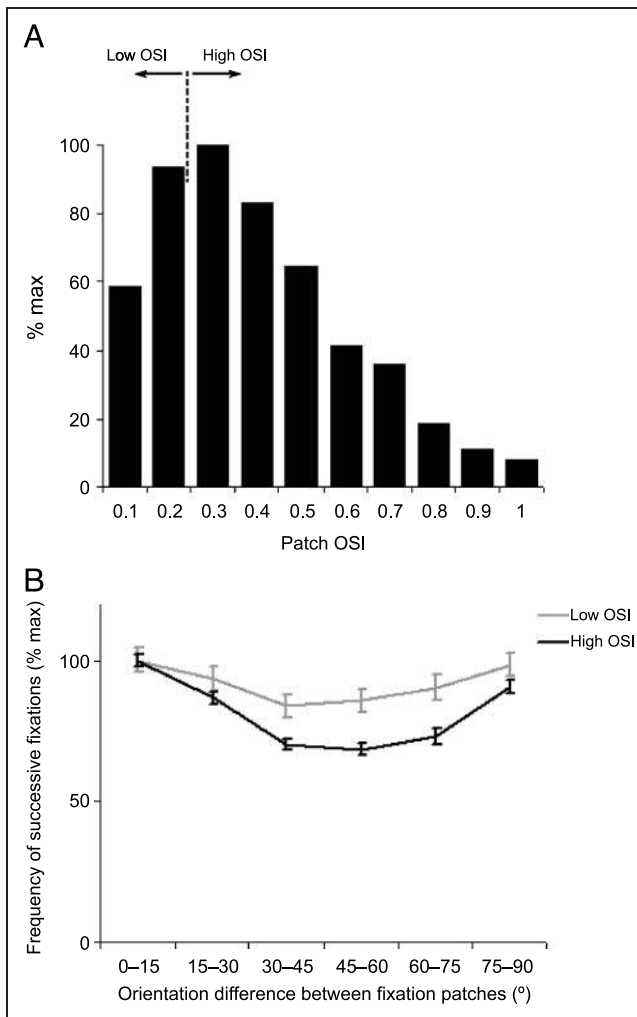 A
Low OSI High OSI
100
80
60
40
20
0
% max
0.1 0.2 0.3 0.4 0.5 0.6 0.7 0.8 0.9 1
Patch OSI
B
Low OSI
High OSI
Frequency of successive fixations (% max)
100
50
0
0–15 15–30 30–45 45–60 60–75 75–90
Orientation difference between fixation patches (º)